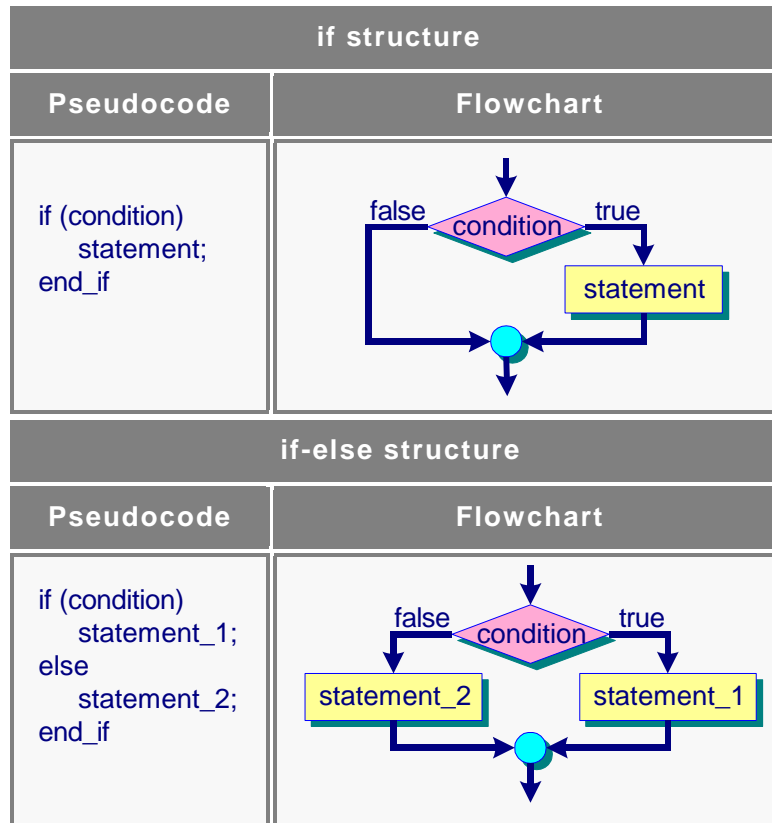 if structure
Pseudocode
Flowchart
if (condition)
statement;
end_if
false
true
condition
statement
if-else structure
Pseudocode
Flowchart
if (condition)
statement_1;
else
statement_2;
end_if
false
true
condition
statement_2
statement_1